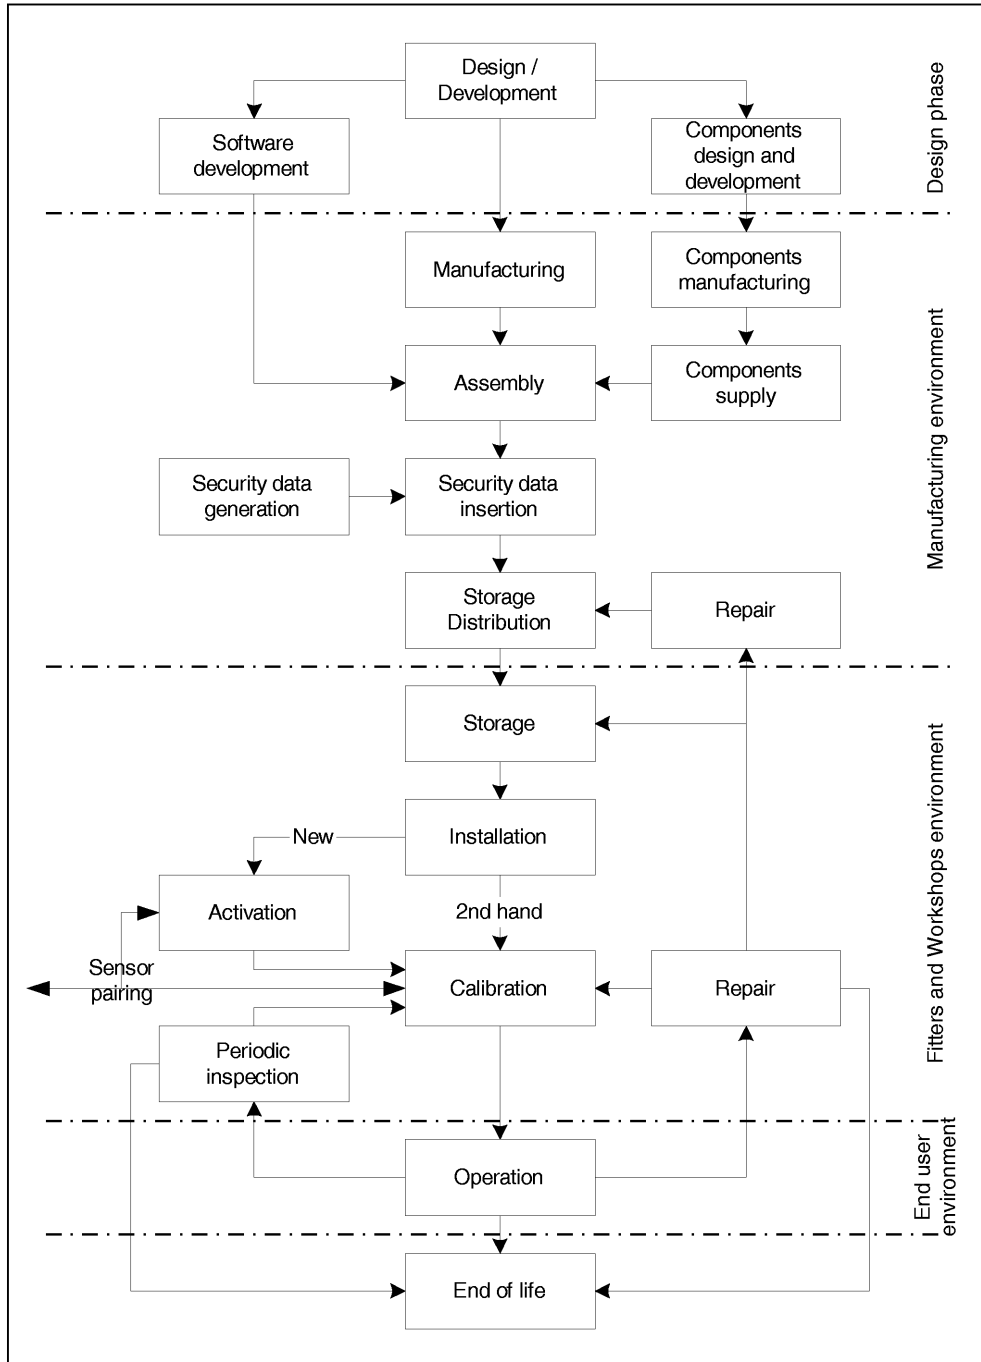 Design /
Development
Design phase
Software
development
Components
design and
development
Manufacturing
Components
manufacturing
Manufacturing environment
Assembly
Components
supply
Security data
generation
Security data
insertion
Storage
Distribution
Repair
Storage
Fitters and Workshops environment
New
Installation
Activation
2nd hand
Sensor
pairing
Calibration
Repair
Periodic
inspection
End user
environment
Operation
End of life